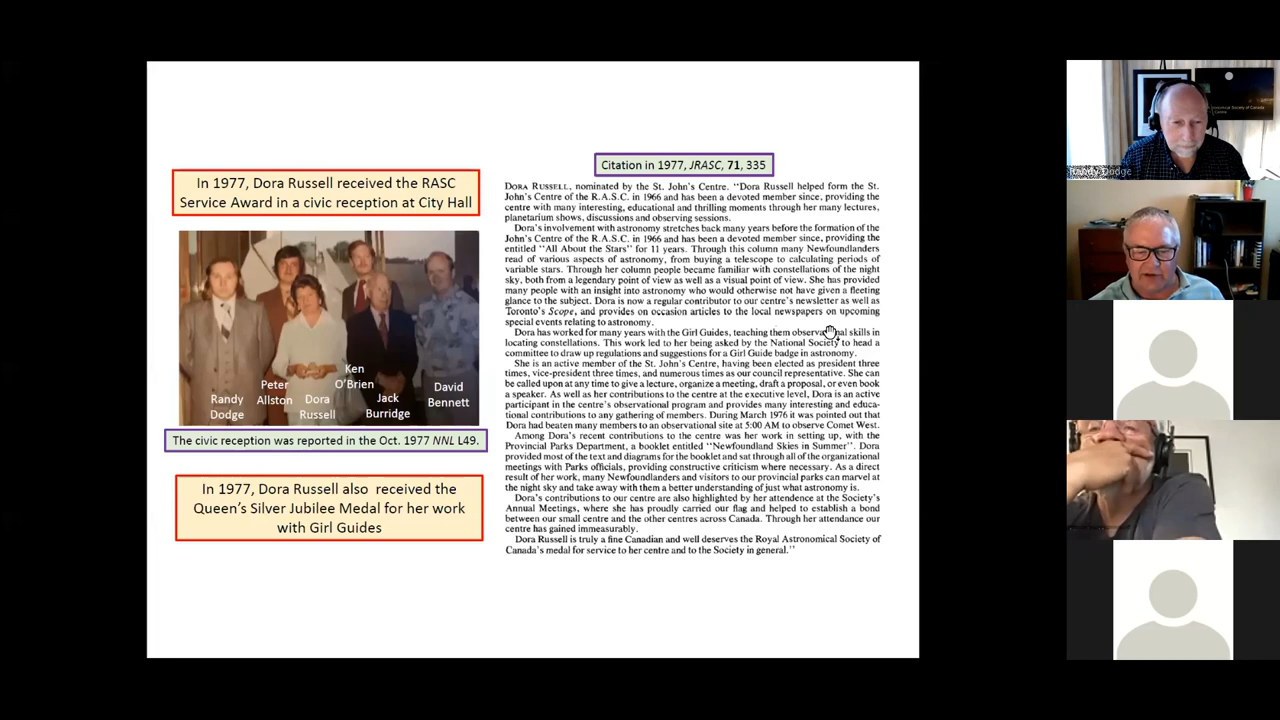 Citation in 1977, JRASC, 71, 335
In 1977, Dora Russell received the RASC
Service Award in a civic reception at City Hall
Randy
Dodge
Peter
Allston
Dora
Russell
Ken
O'Brien
Jack
Burridge
David
Bennett
The civic reception was reported in the Oct. 1977 NNL L49.
In 1977, Dora Russell also received the
Queen's Silver Jubilee Medal for her work
with Girl Guides
DORA RUSSELL, nominated by the St. John's Centre. "Dora Russell helped form the St.
John's Centre of the R.A.S.C. in 1966 and has been a devoted member since, providing the
centre with many interesting, educational and thrilling moments through her many lectures,
planetarium shows, discussions and observing sessions.
Dora's involvement with astronomy stretches back many years before the formation of the
John's Centre of the R.A.S.C. in 1966 and has been a devoted member since, providing the
entitled "All About the Stars" for 11 years. Through this column many Newfoundlanders
read of various aspects of astronomy, from buying a telescope to calculating periods of
variable stars. Through her column people became familiar with constellations of the night
sky, both from a legendary point of view as well as a visual point of view. She has provided
many people with an insight into astronomy who would otherwise not have given a fleeting
glance to the subject. Dora is now a regular contributor to our centre's newsletter as well as
Toronto's Scope, and provides on occasion articles to the local newspapers on upcoming
special events relating to astronomy.
Dora has worked for many years with the Girl Guides, teaching them observational skills in
locating constellations. This work led to her being asked by the National Society to head a
committee to draw up regulations and suggestions for a Girl Guide badge in astronomy.
She is an active member of the St. John's Centre, having been elected as president three
times, vice-president three times, and numerous times as our council representative. She can
be called upon at any time to give a lecture, organize a meeting, draft a proposal, or even book
a speaker. As well as her contributions to the centre at the executive level, Dora is an active
participant in the centre's observational program and provides many interesting and educa-
tional contributions to any gathering of members. During March 1976 it was pointed out that
Dora had beaten many members to an observational site at 5:00 AM to observe Comet West.
Among Dora's recent contributions to the centre was her work in setting up, with the
Provincial Parks Department, a booklet entitled "Newfoundland Skies in Summer". Dora
provided most of the text and diagrams for the booklet and sat through all of the organizational
meetings with Parks officials, providing constructive criticism where necessary. As a direct
result of her work, many Newfoundlanders and visitors to our provincial parks can marvel at
the night sky and take away with them a better understanding of just what astronomy is.
Dora's contributions to our centre are also highlighted by her attendence at the Society's
Annual Meetings, where she has proudly carried our flag and helped to establish a bond
between our small centre and the other centres across Canada. Through her attendance our
centre has gained immeasurably.
Dora Russell is truly a fine Canadian and well deserves the Royal Astronomical Society of
Canada's medal for service to her centre and to the Society in general."
Randy Dodge